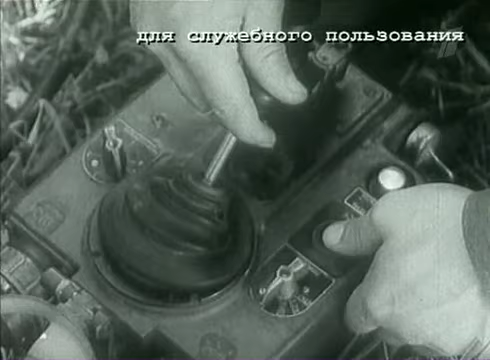 для служебного пользования